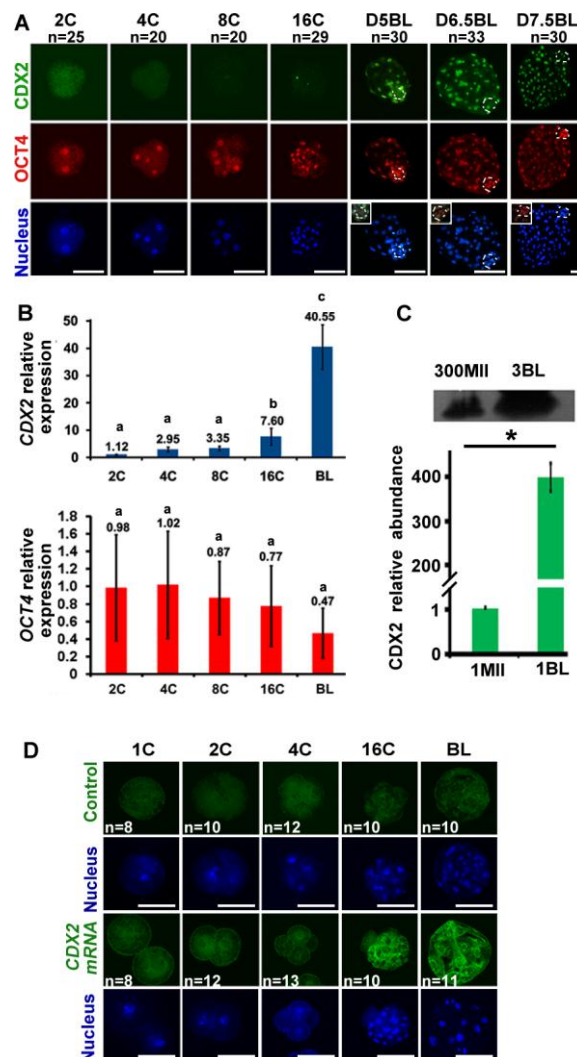 A
2C 4C 8C 16C D5BL D6.5BL D7.5BL
n=25 n=20 n=20 n=29 n=30 n=33 n=30
CDX2
OCT4
Nucleus
B
CDX2 relative
expression
60
50
40
30
20
10
0
a a a b c
1.12 2.95 3.35 7.60 40.55
2C 4C 8C 16C BL
OCT4 relative
expression
1.8
1.6
1.4
1.2
1.0
0.8
0.6
0.4
0.2
0
a a a a a
0.98 1.02 0.87 0.77 0.47
2C 4C 8C 16C BL
C
300MII 3BL
*
CDX2 relative abundance
400
300
200
1
0
1MII 1BL
D
1C 2C 4C 16C BL
Control
n=8 n=10 n=12 n=10 n=10
Nucleus
CDX2
mRNA
n=8 n=12 n=13 n=10 n=11
Nucleus